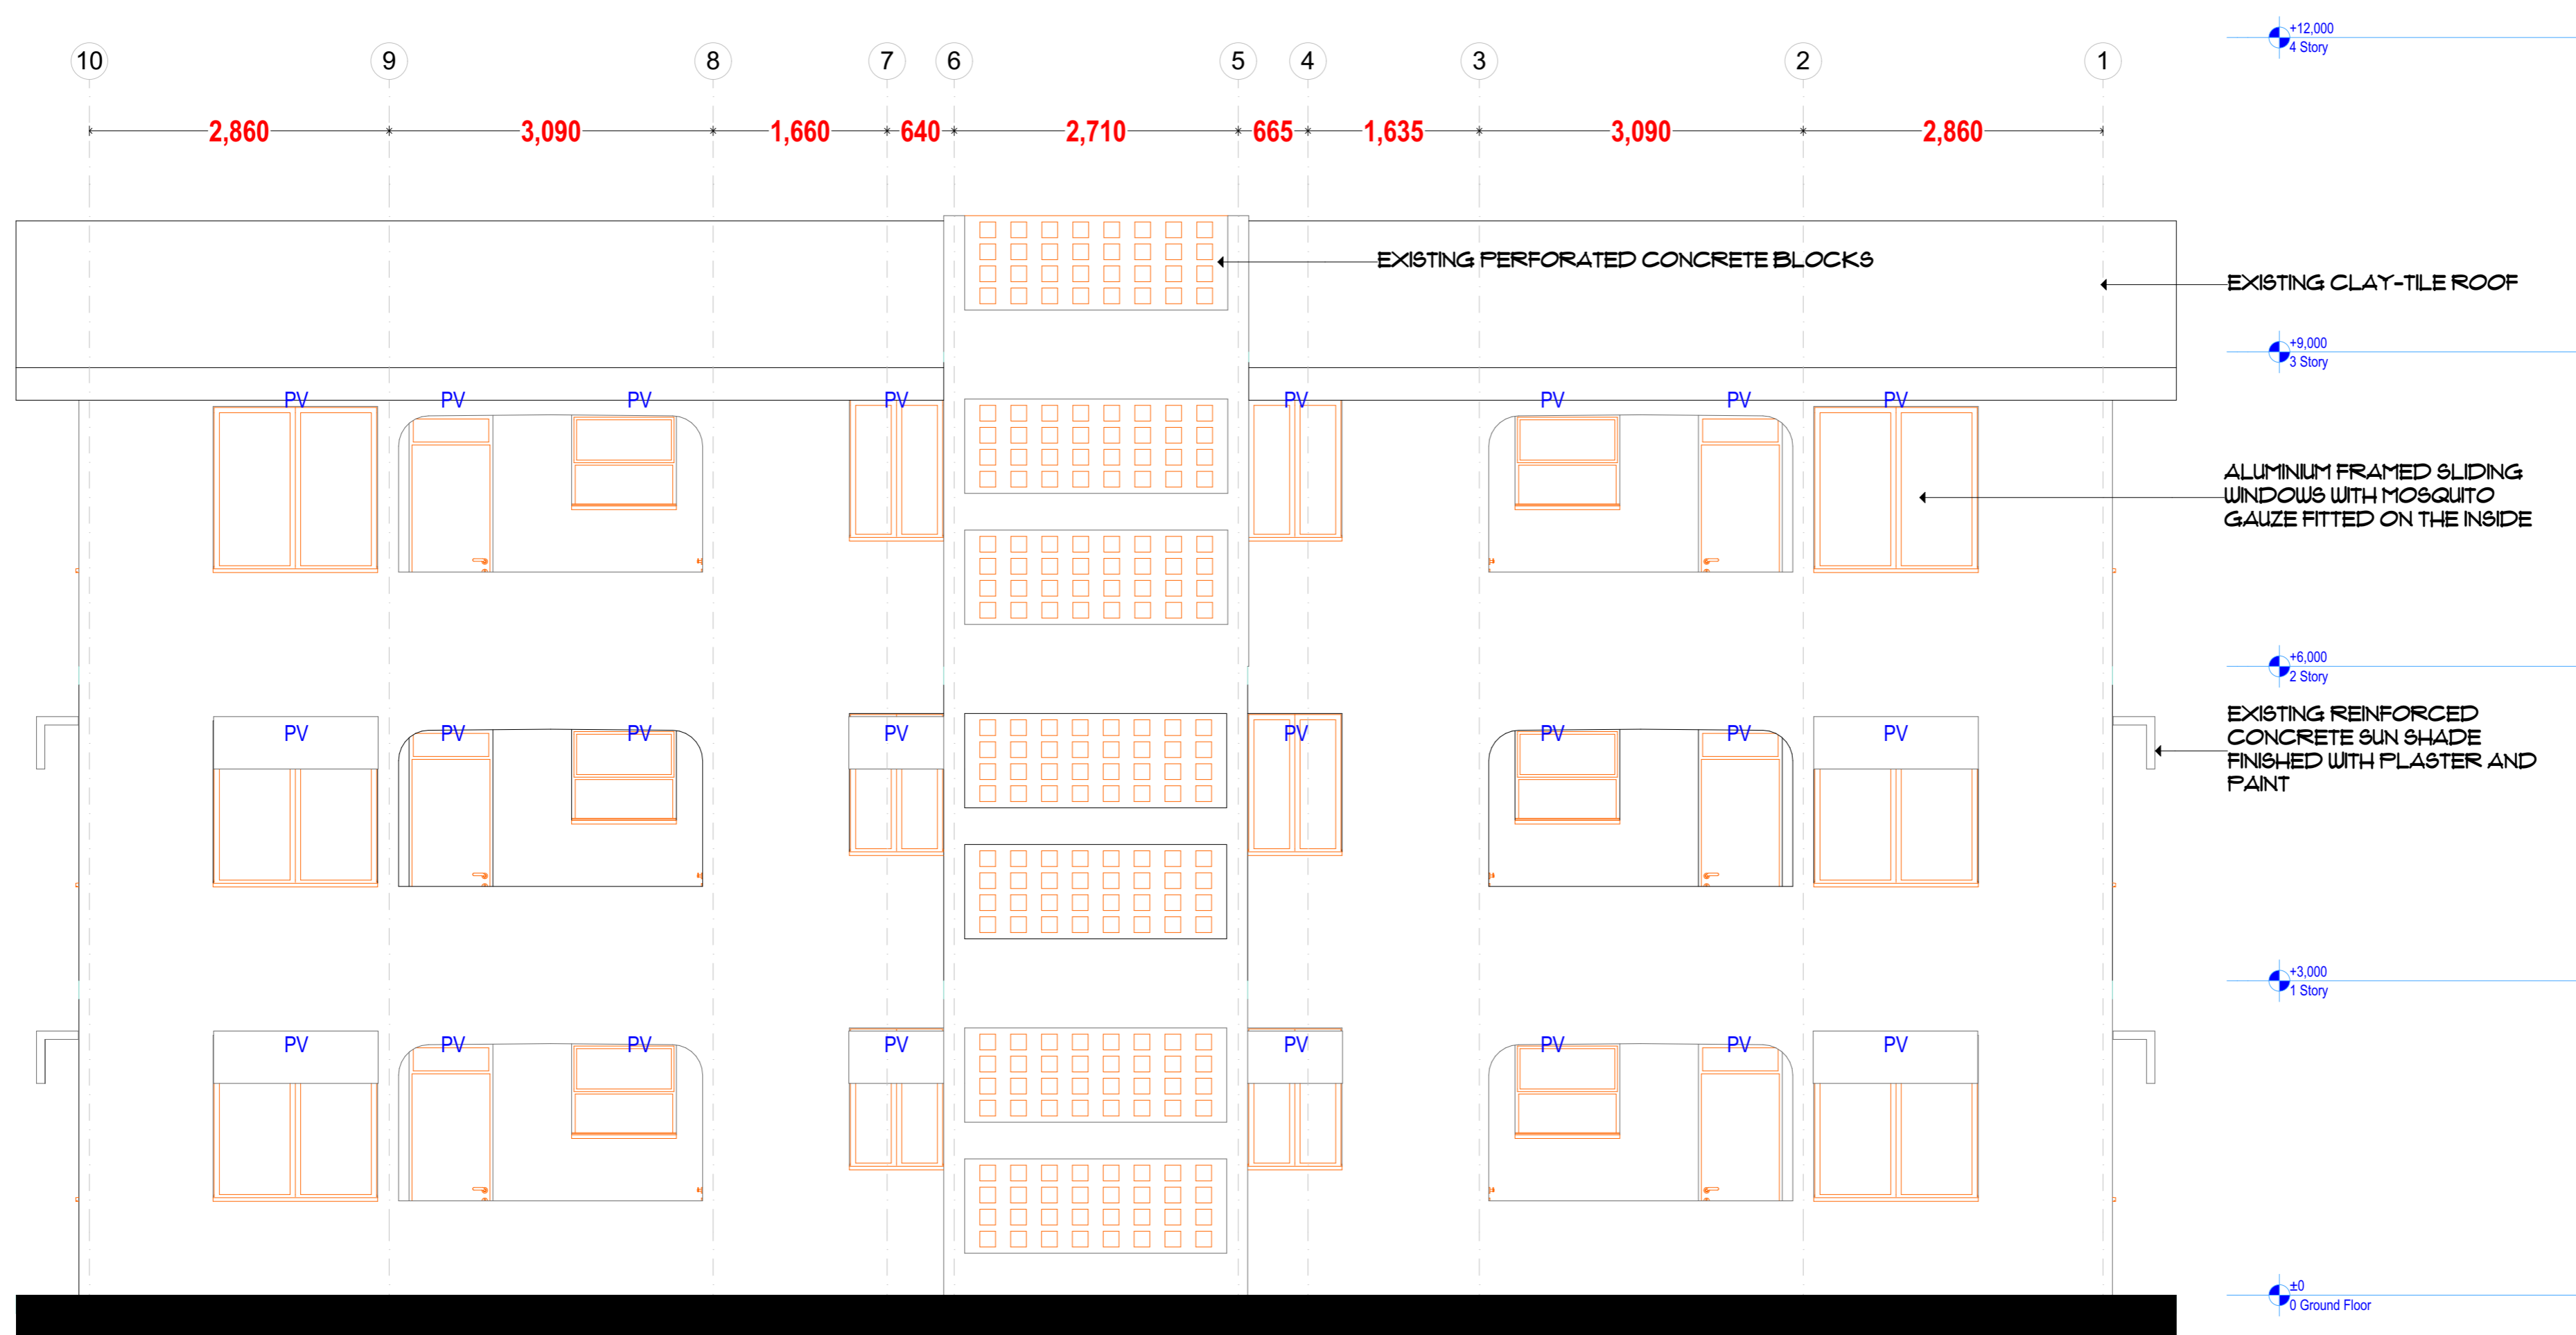 +12,000
4 Story
10 9 8 7 6 5 4 3 2 1
2,860 3,090 1,660 640 2,710 665 1,635 3,090 2,860
EXISTING PERFORATED CONCRETE BLOCKS
EXISTING CLAY-TILE ROOF
+9,000
3 Story
PV PV PV PV PV PV PV PV
ALUMINIUM FRAMED SLIDING
WINDOWS WITH MOSQUITO
GAUZE FITTED ON THE INSIDE
+6,000
2 Story
EXISTING REINFORCED
CONCRETE SUN SHADE
FINISHED WITH PLASTER AND
PAINT
PV PV PV PV PV PV PV PV
+3,000
1 Story
PV PV PV PV PV PV PV PV
±0
0 Ground Floor